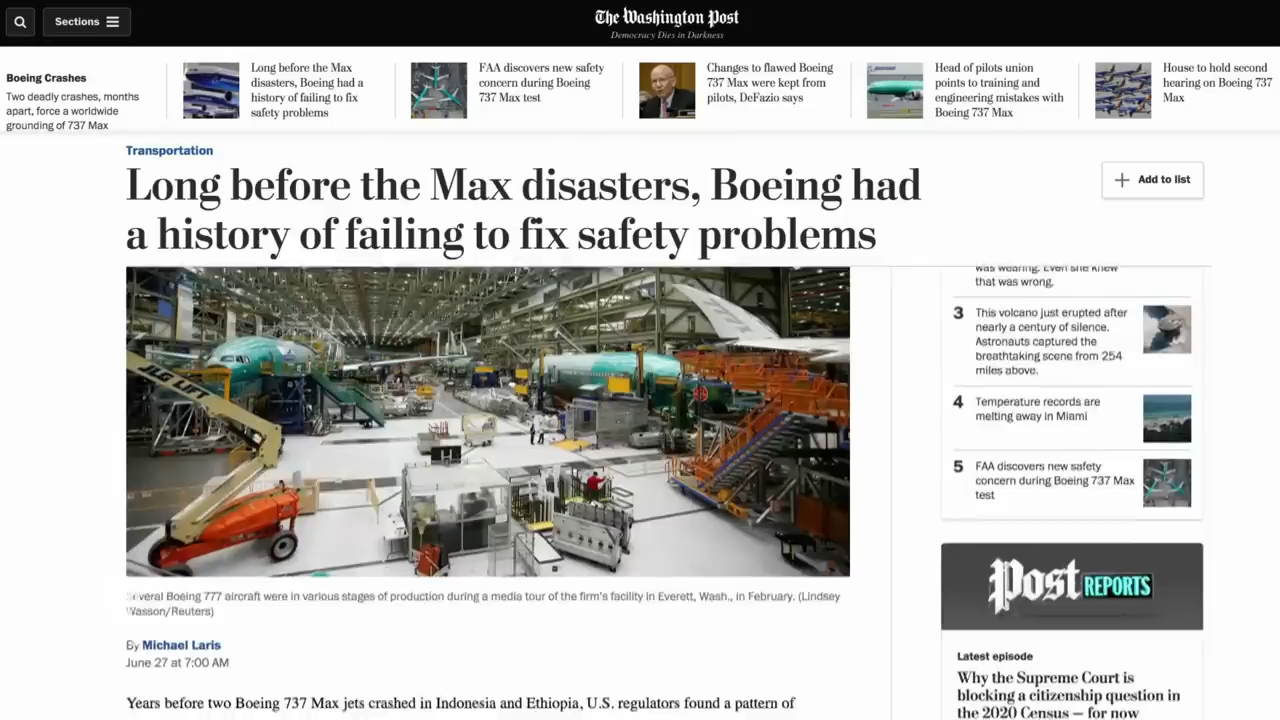 Sections
The Washington Post
Democracy Dies in Darkness
Boeing Crashes
Two deadly crashes, months
apart, force a worldwide
grounding of 737 Max
Long before the Max
disasters, Boeing had a
history of failing to fix
safety problems
FAA discovers new safety
concern during Boeing
737 Max test
Changes to flawed Boeing
737 Max were kept from
pilots, DeFazio says
Head of pilots union
points to training and
engineering mistakes with
Boeing 737 Max
House to hold second
hearing on Boeing 737
Max
Transportation
Long before the Max disasters, Boeing had
a history of failing to fix safety problems
Add to list
JLG LIFT
Several Boeing 777 aircraft were in various stages of production during a media tour of the firm's facility in Everett, Wash., in February. (Lindsey
Wasson/Reuters)
By Michael Laris
June 27 at 7:00 AM
Years before two Boeing 737 Max jets crashed in Indonesia and Ethiopia, U.S. regulators found a pattern of
was wearing. Even she knew
that was wrong.
3
This volcano just erupted after
nearly a century of silence.
Astronauts captured the
breathtaking scene from 254
miles above.
4
Temperature records are
melting away in Miami
5
FAA discovers new safety
concern during Boeing 737 Max
test
Post REPORTS
Latest episode
Why the Supreme Court is
blocking a citizenship question in
the 2020 Census – for now